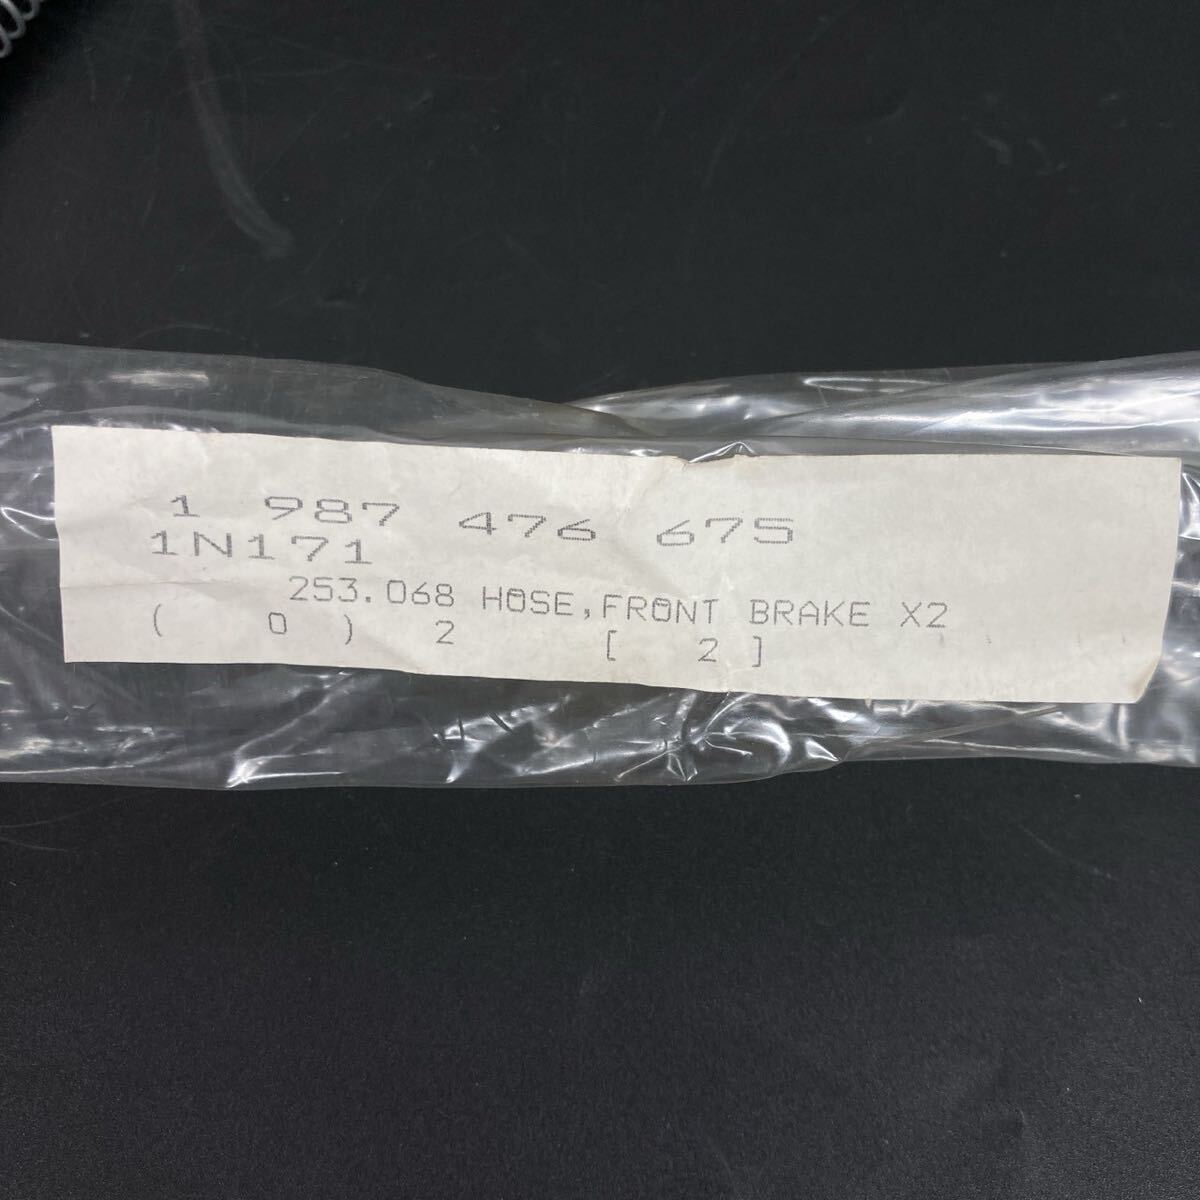 1 987 476 675
1N171
253.068 HOSE,FRONT BRAKE X2
( 0 ) 2 [ 2 ]